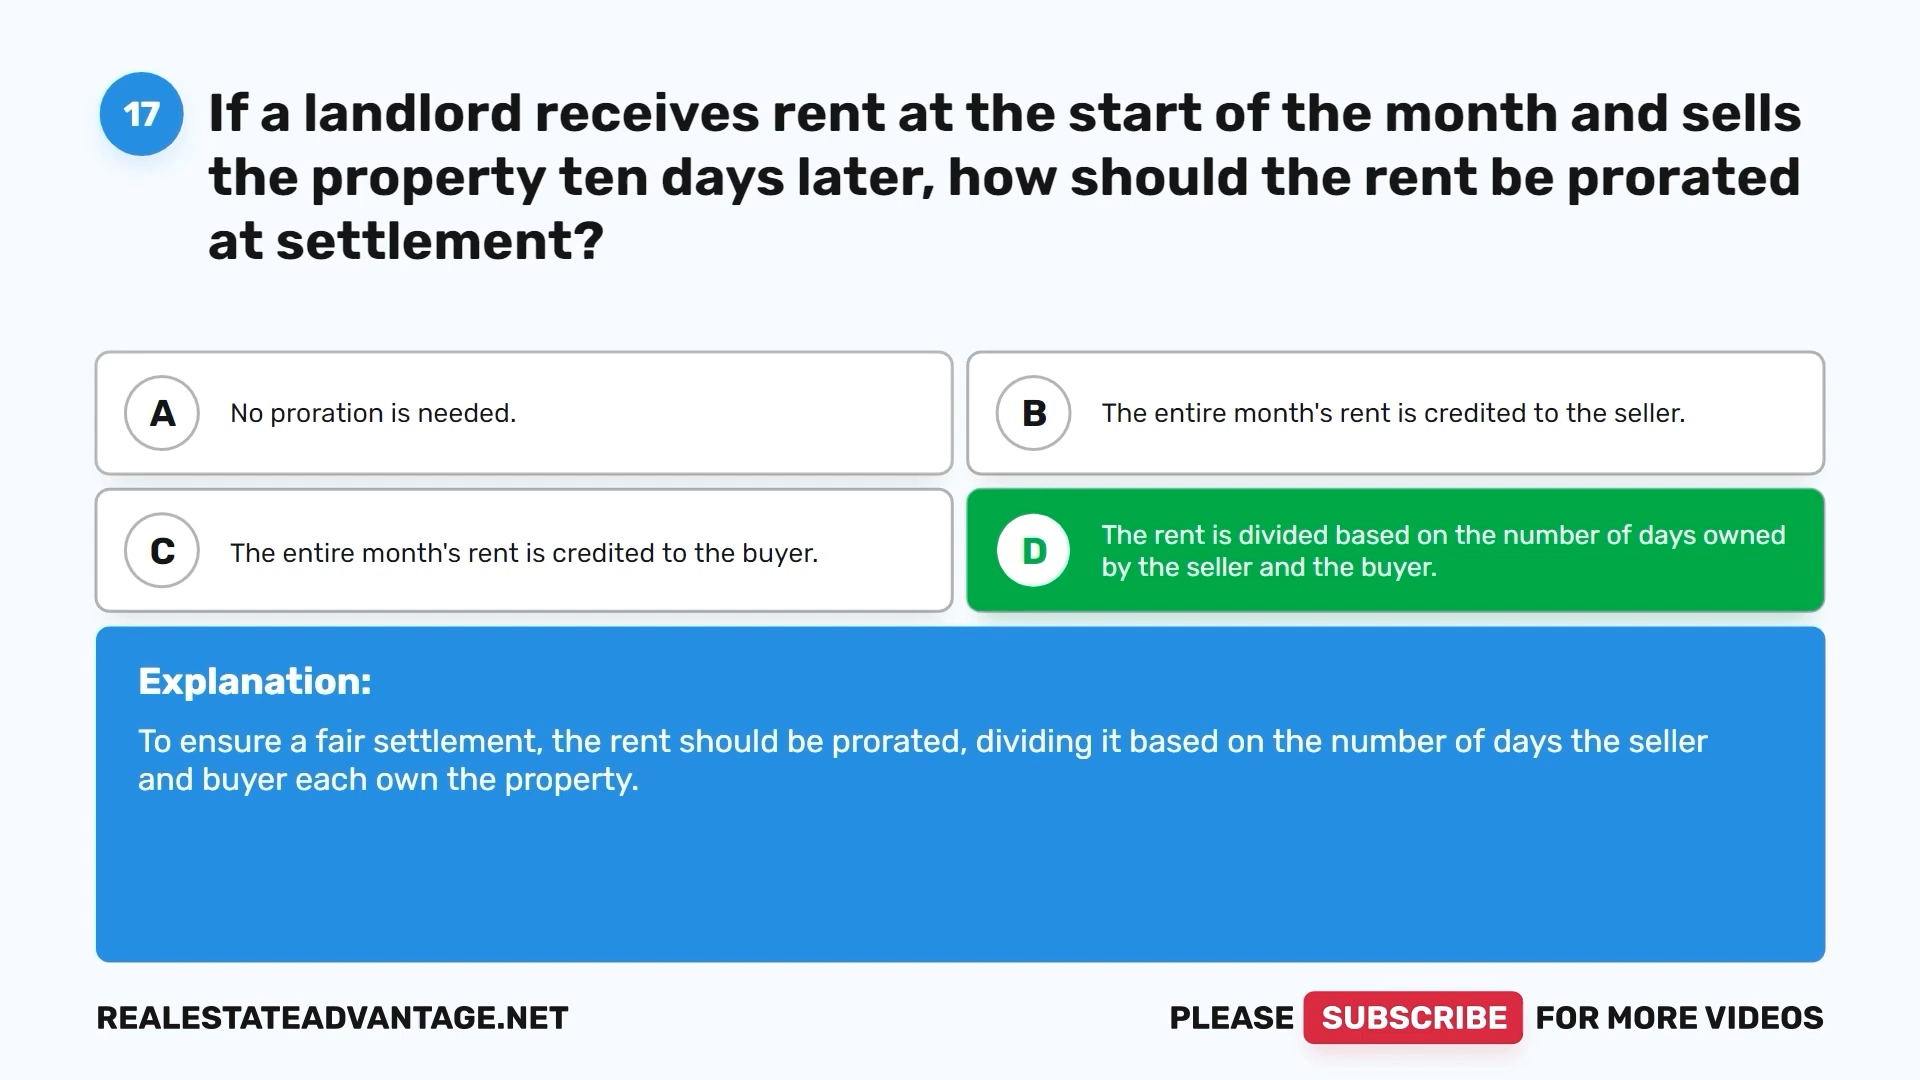 17
If a landlord receives rent at the start of the month and sells
the property ten days later, how should the rent be prorated
at settlement?
A
No proration is needed.
B
The entire month's rent is credited to the seller.
C
The entire month's rent is credited to the buyer.
D
The rent is divided based on the number of days owned
by the seller and the buyer.
Explanation:
To ensure a fair settlement, the rent should be prorated, dividing it based on the number of days the seller
and buyer each own the property.
REALESTATEADVANTAGE.NET
PLEASE SUBSCRIBE FOR MORE VIDEOS